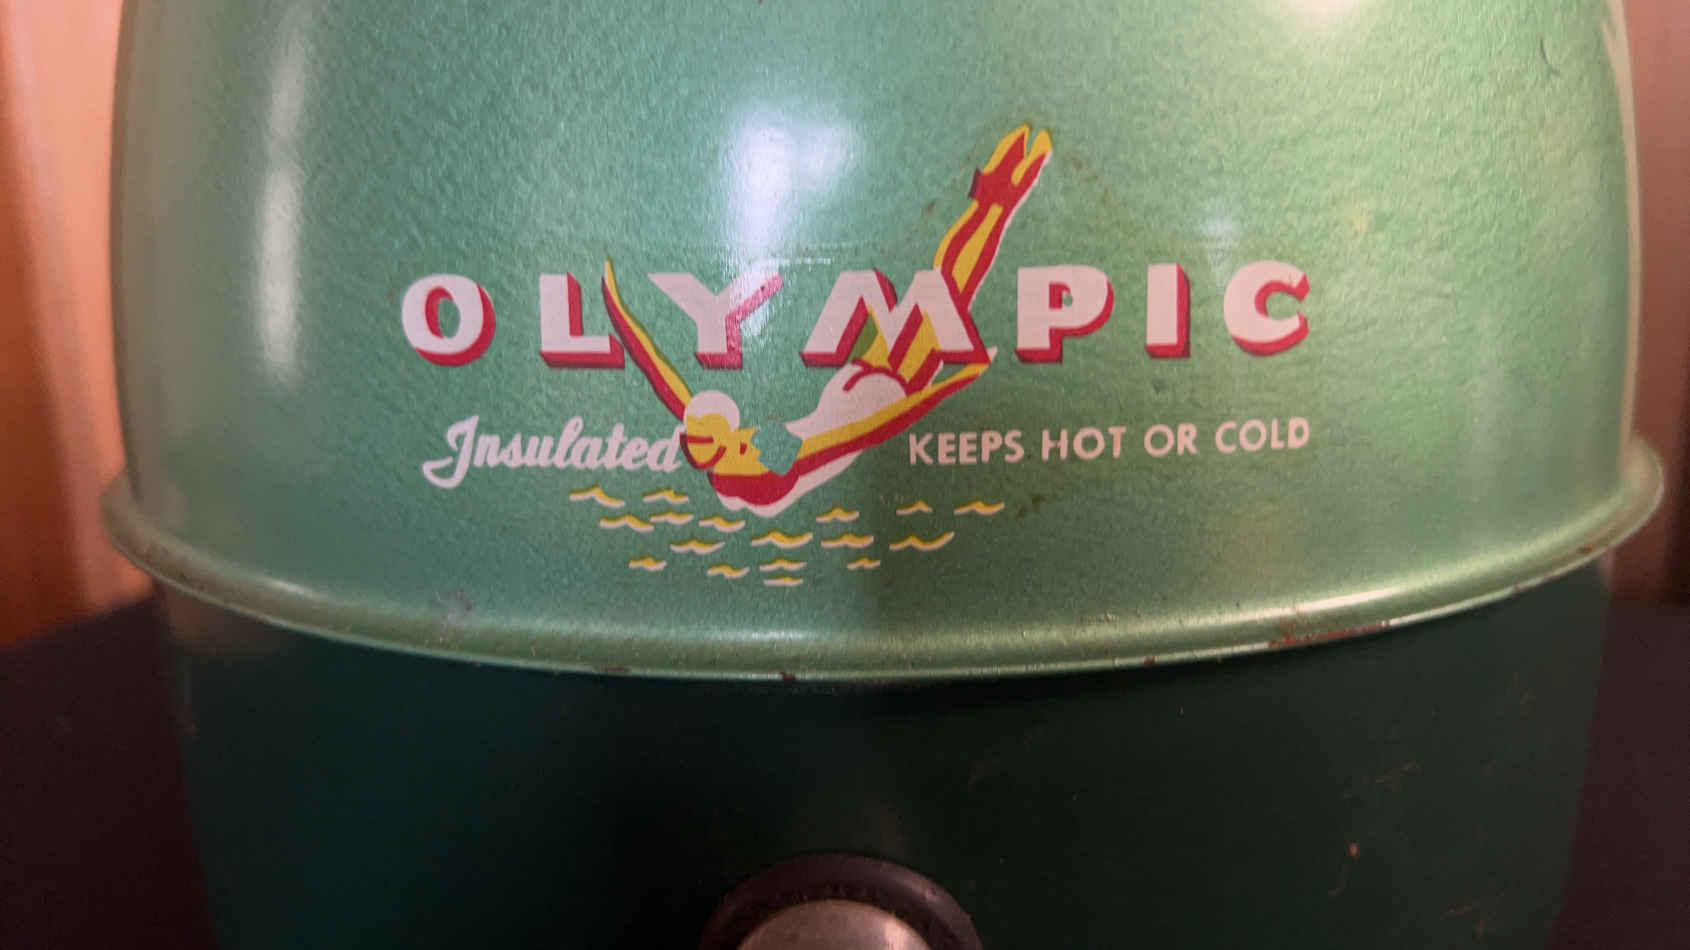 OLYMPIC
Insulated KEEPS HOT OR COLD